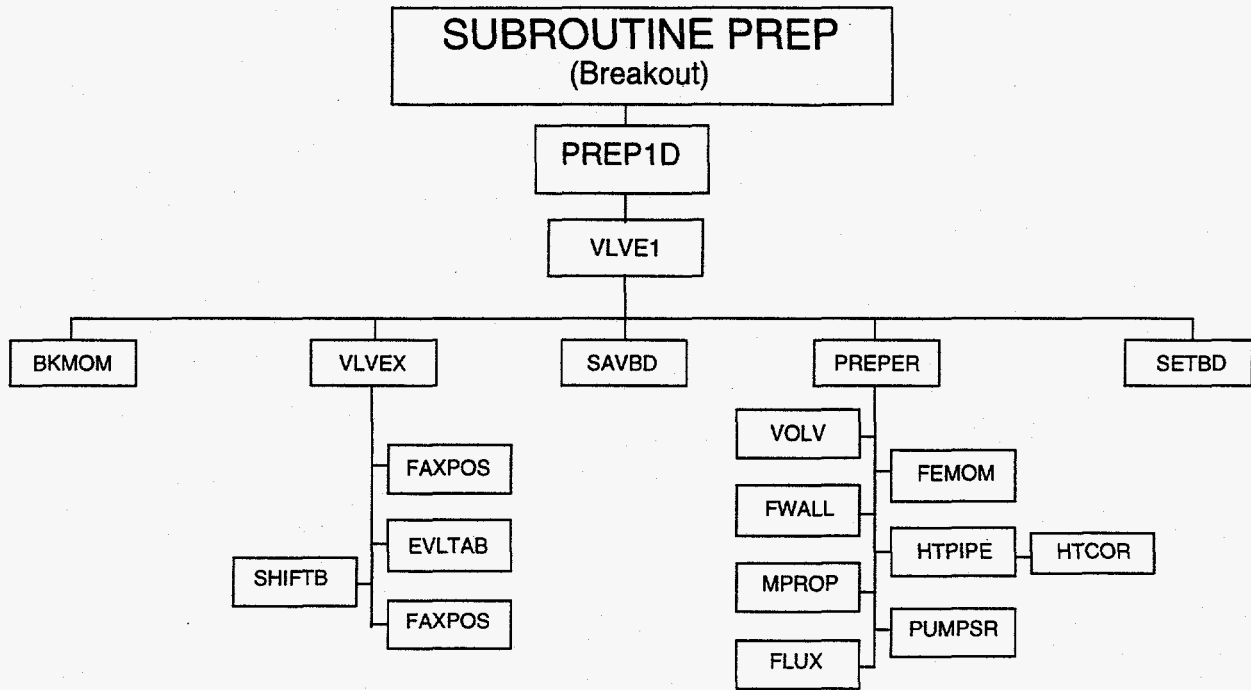 SUBROUTINE PREP
(Breakout)
PREP1D
VLVE1
BKMOM
VLVEX
SAVBD
PREPER
SETBD
FAXPOS
EVLTAB
SHIFTB
FAXPOS
VOLV
FEMOM
FWALL
HTPIPE
HTCOR
MPROP
PUMPSR
FLUX